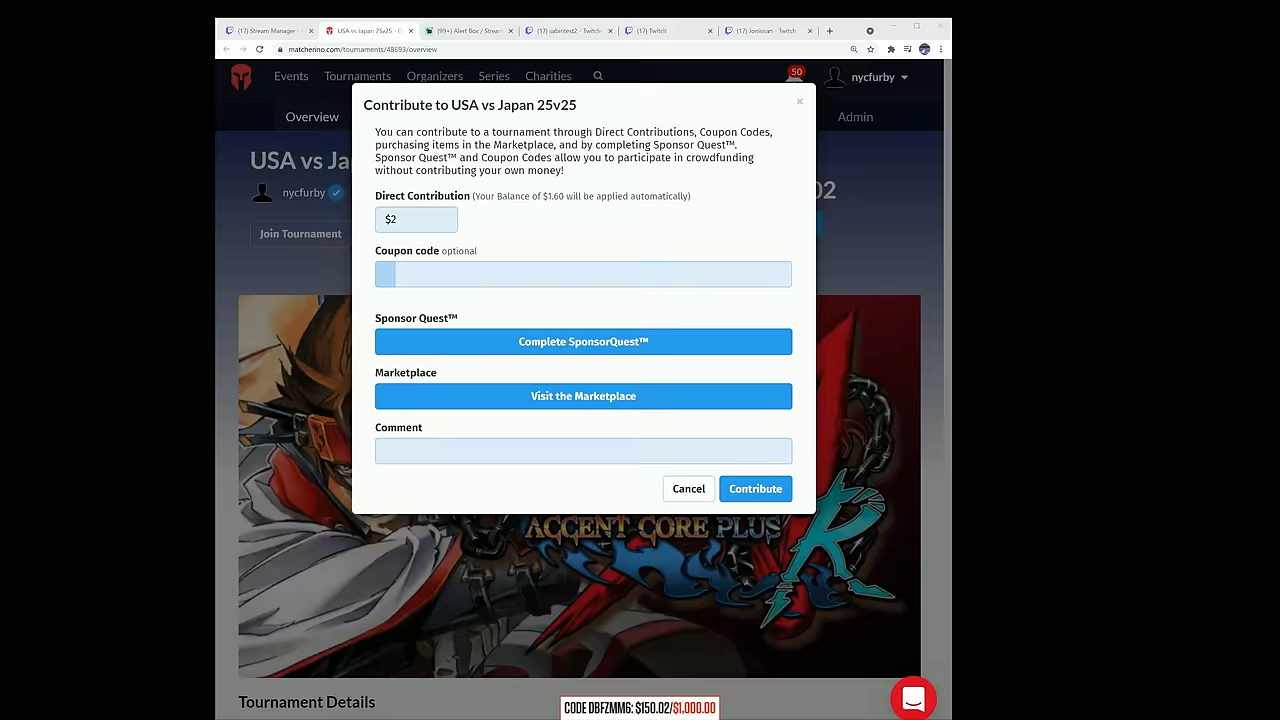 (17) Stream Manager -
USA vs Japan 25v25 - O
(99+) Alert Box / Stream
(17) sabintest2 - Twitch
(17) Twitch
(17) Joniosan - Twitch
matcherino.com/tournaments/48693/overview
Events
Tournaments
Organizers
Series
Charities
50
nycfurby
Overview
Admin
USA vs Ja
02
nycfurby
Join Tournament
Contribute to USA vs Japan 25v25
You can contribute to a tournament through Direct Contributions, Coupon Codes,
purchasing items in the Marketplace, and by completing Sponsor Quest™.
Sponsor Quest™ and Coupon Codes allow you to participate in crowdfunding
without contributing your own money!
Direct Contribution (Your Balance of $1.60 will be applied automatically)
$2
Coupon code optional
Sponsor Quest™
Complete SponsorQuest™
Marketplace
Visit the Marketplace
Comment
Cancel
Contribute
ACCENT CORE PLUS
R
Tournament Details
CODE DBFZMM6: $150.02/$1,000.00